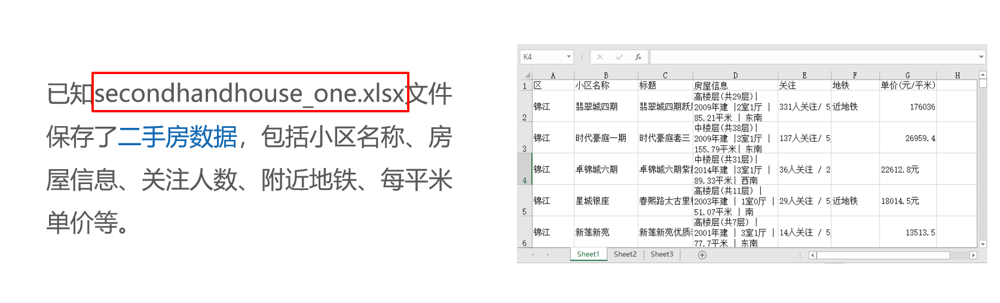 已知secondhandhouse_one.xlsx文件
保存了二手房数据，包括小区名称、房
屋信息、关注人数、附近地铁、每平米
单价等。
K4 fx
A B C D E F G H
1 区 小区名称 标题 房屋信息 关注 地铁 单价(元/平米)
高楼层(共29层)|
锦江 翡翠城四期 翡翠城四期跃 2009年建 |2室1厅 | 331人关注/ 5 近地铁 176036
2 85.21平米 | 东南
中楼层(共38层)|
锦江 时代豪庭一期 时代豪庭套三 2009年建 |3室1厅 | 137人关注/ 5 26959.4
3 155.79平米| 东南
中楼层(共31层)|
锦江 卓锦城六期 卓锦城六期紫 2014年建 |3室1厅 | 36人关注 / 2 22612.8元
4 89.33平米| 西南
高楼层(共11层) |
锦江 星城银座 春熙路太古里 2003年建 | 1室0厅 | 29人关注 / 5 近地铁 18014.5元
5 51.07平米 | 南
高楼层(共7层) |
锦江 新莲新苑 新莲新苑优质 2001年建 | 3室1厅 | 14人关注 / 5 13513.5
6 77.7平米 | 东南
Sheet1 Sheet2 Sheet3